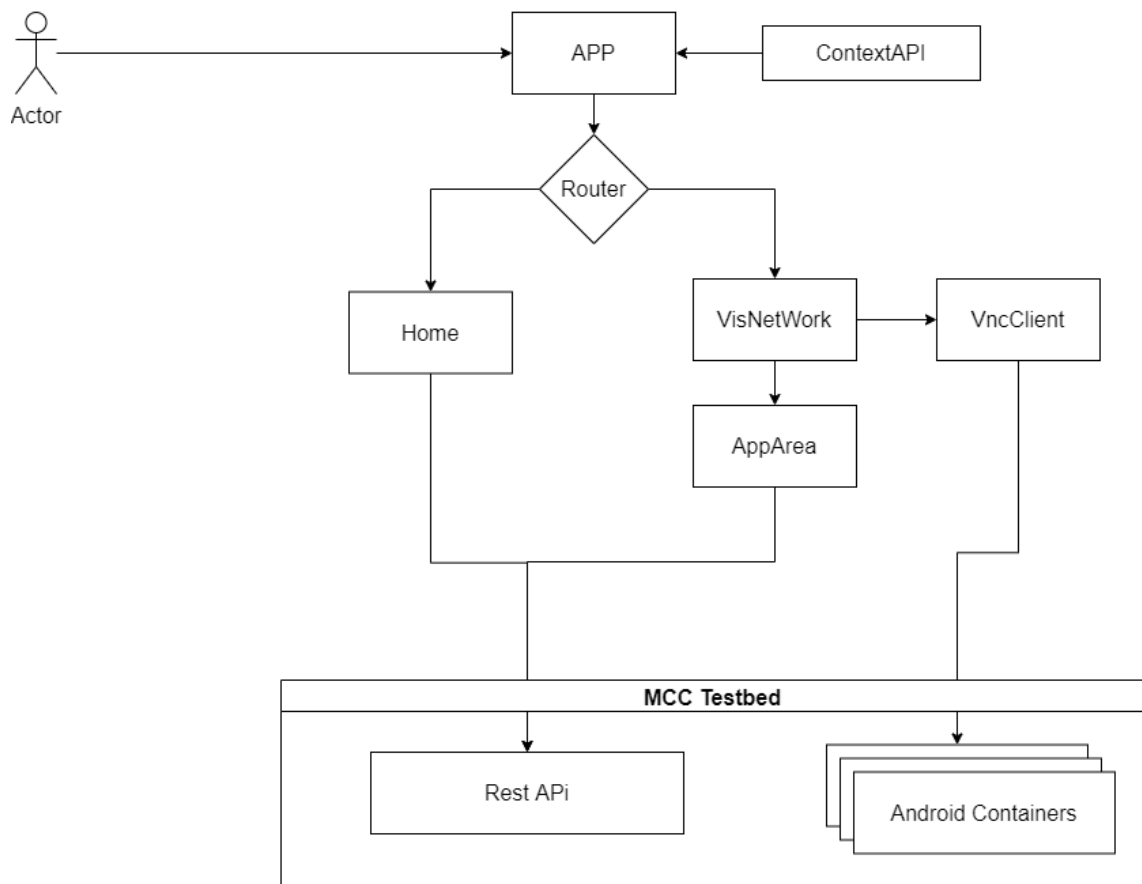 APP
ContextAPI
Actor
Router
Home
VisNetWork
VncClient
AppArea
MCC Testbed
Rest APi
Android Containers